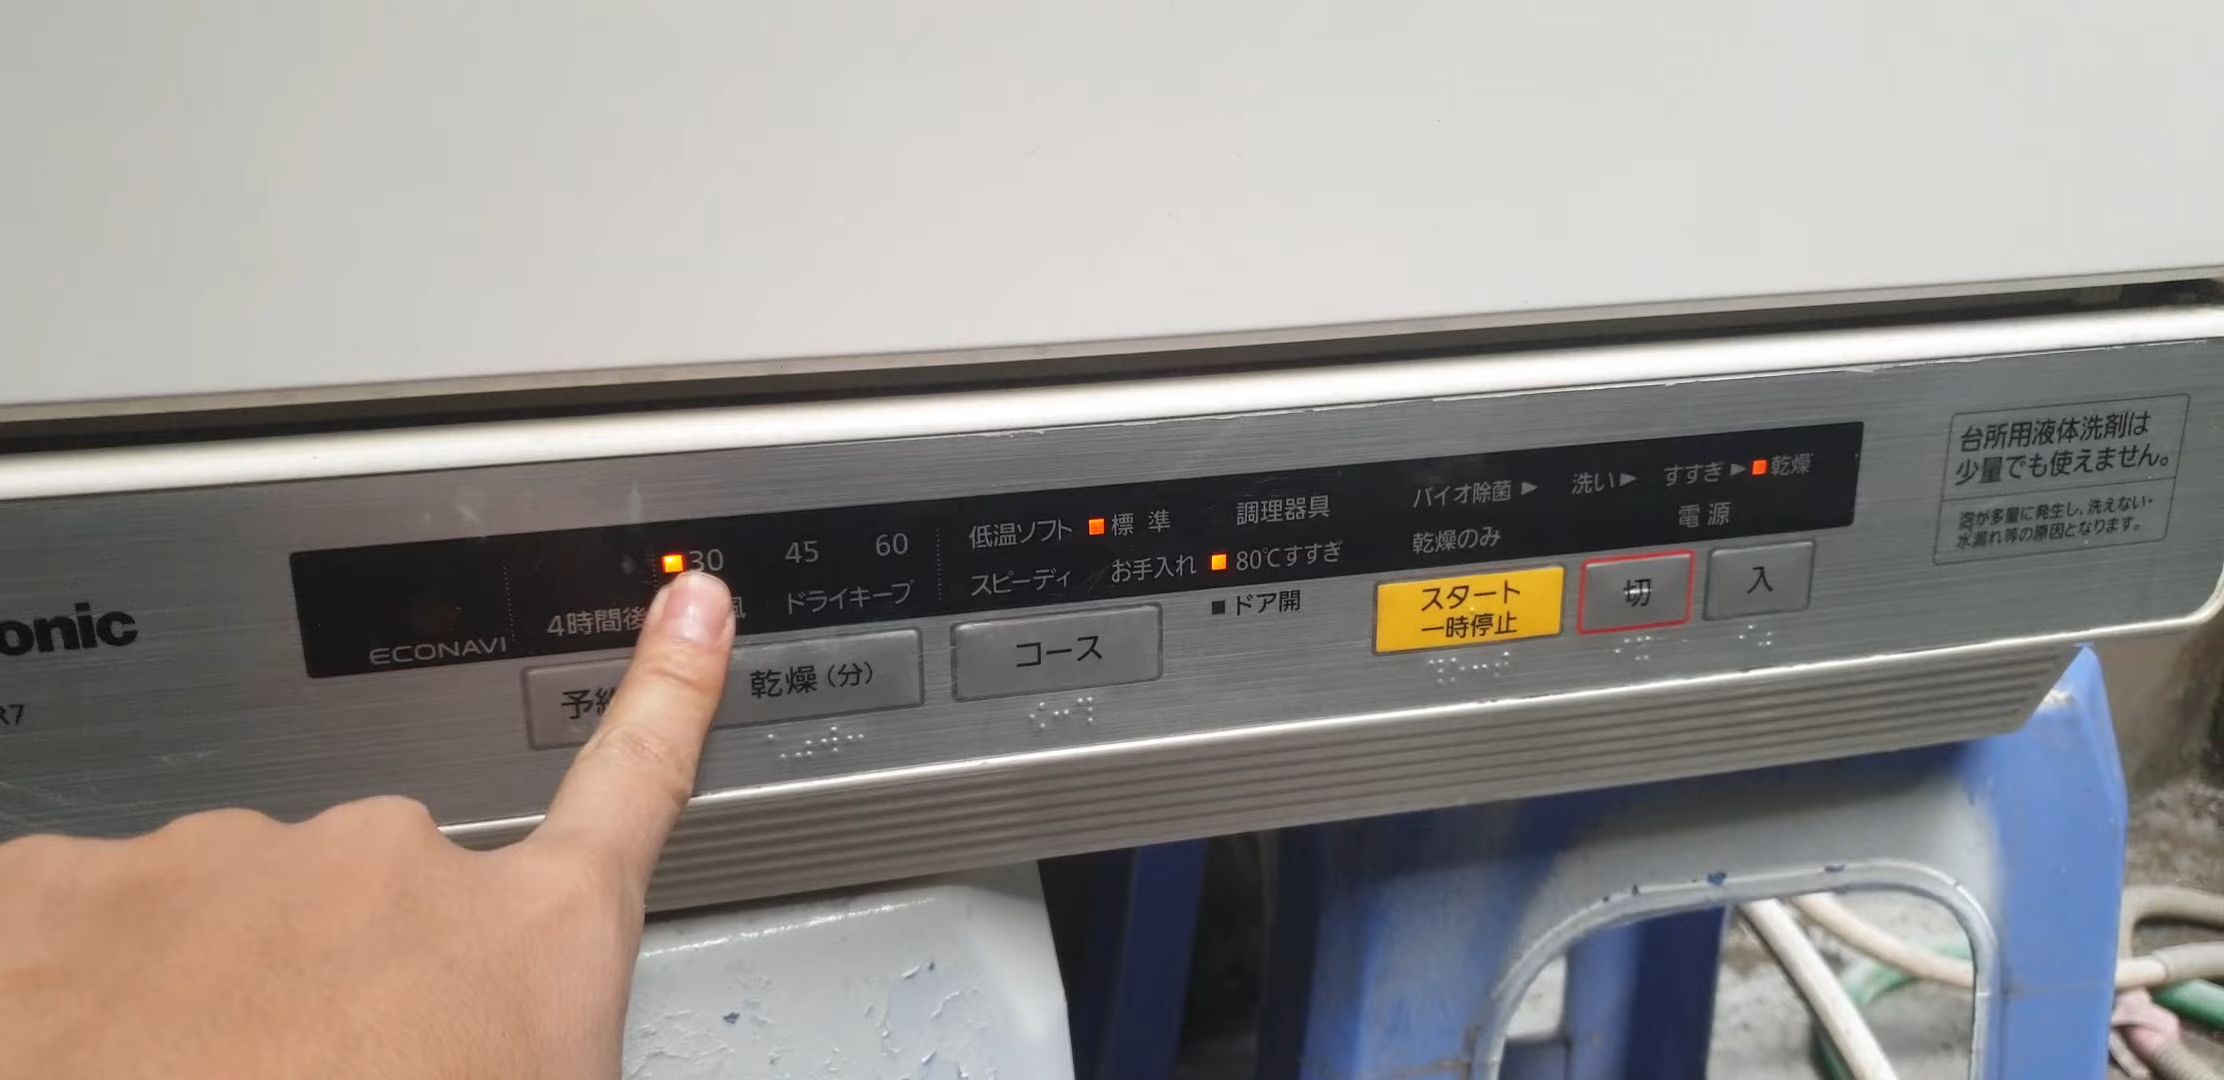 onic
R7
ECONAVI
30 45 60
4時間後 風 ドライキープ
予約 乾燥（分）
低温ソフト 標準 調理器具
スピーディ お手入れ 80℃すすぎ
ドア開
コース
バイオ除菌▶ 洗い▶ すすぎ▶ 乾燥
乾燥のみ
電源
スタート
一時停止
切
入
台所用液体洗剤は
少量でも使えません。
泡が多量に発生し、洗えない・
水漏れ等の原因となります。